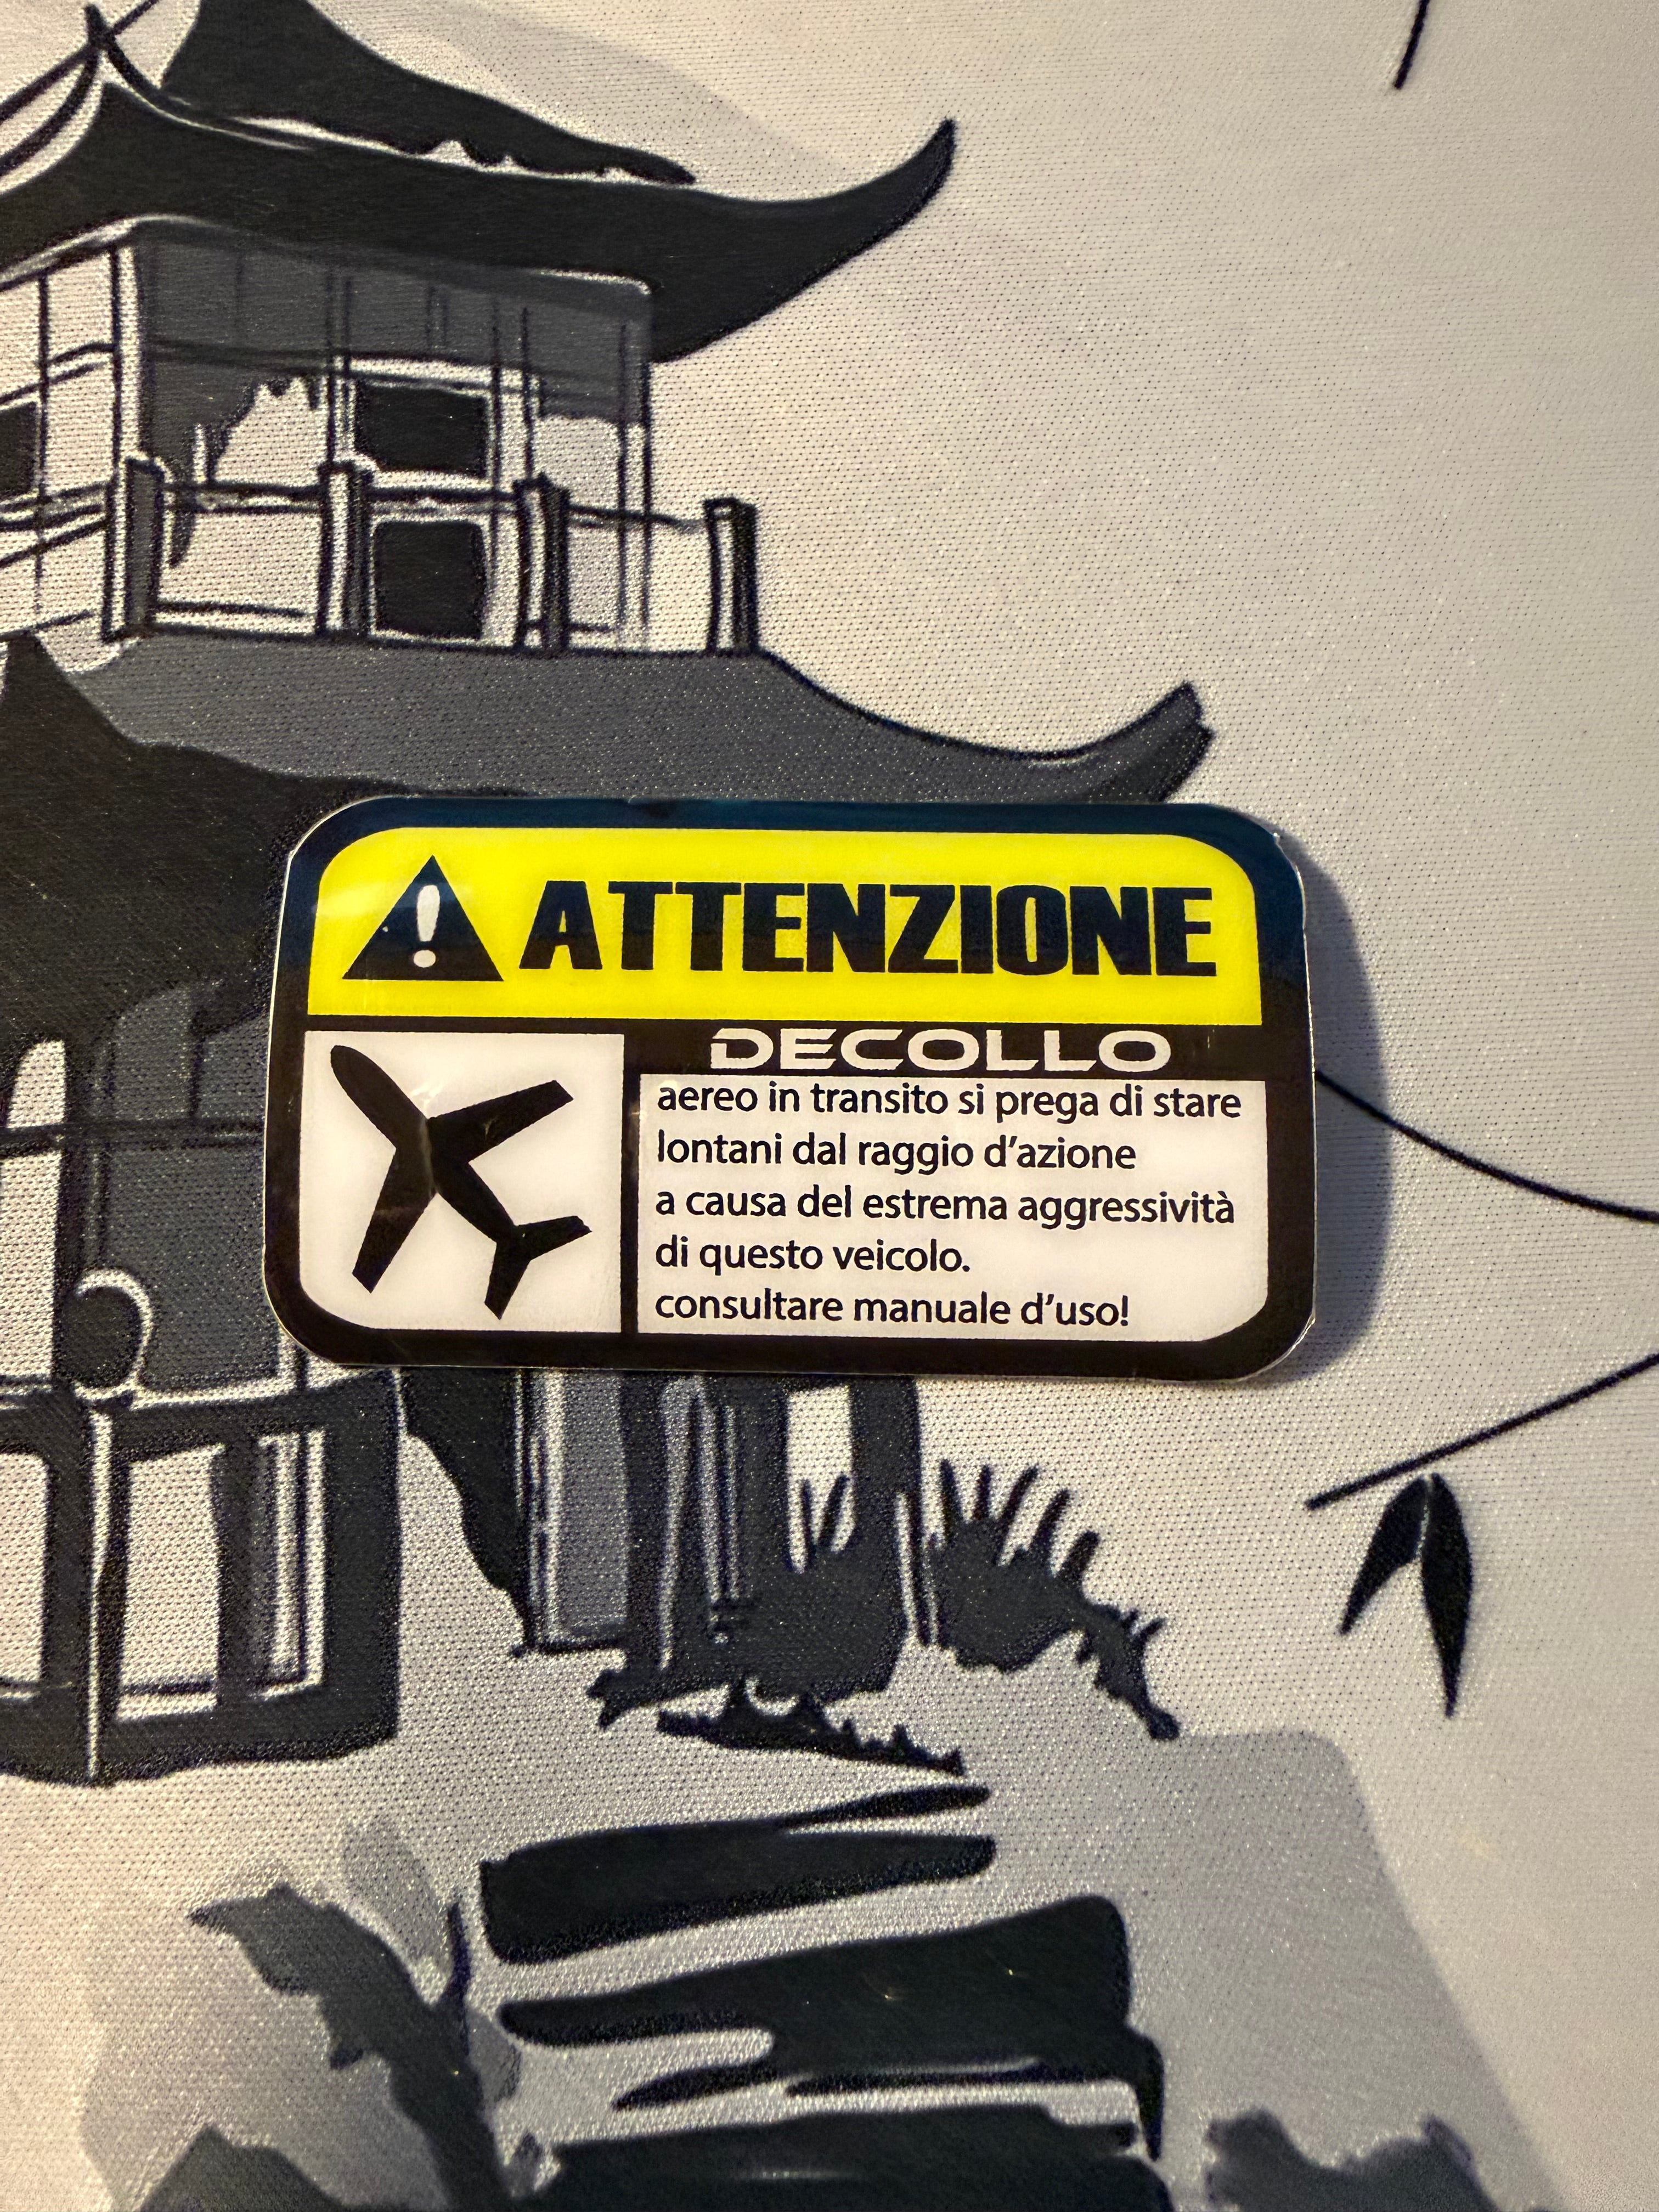 ATTENZIONE
DECOLLO
aereo in transito si prega di stare
lontani dal raggio d'azione
a causa del estrema aggressività
di questo veicolo.
consultare manuale d'uso!